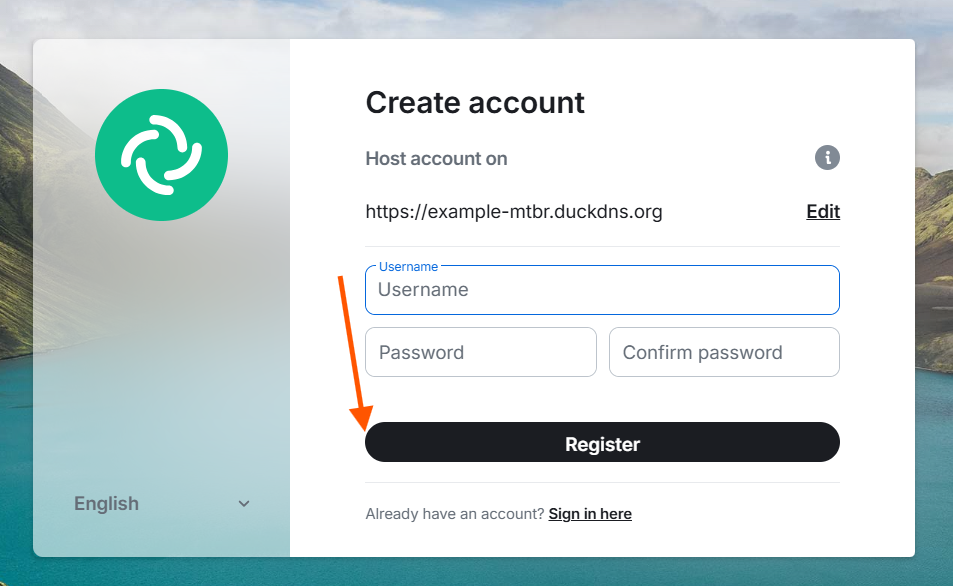 Create account
Host account on
https://example-mtbr.duckdns.org Edit
Username
Username
Password Confirm password
Register
English
Already have an account? Sign in here